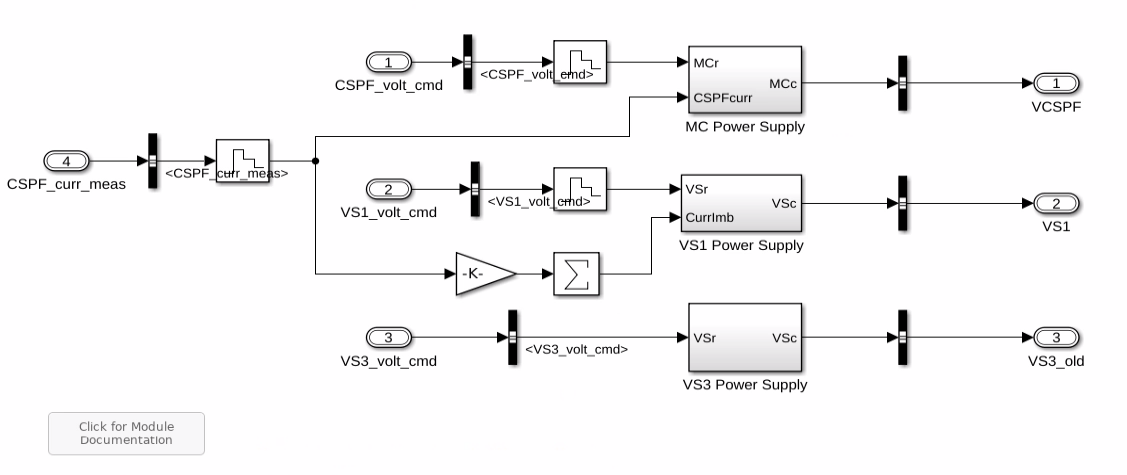 1
CSPF_volt_cmd
<CSPF_volt_cmd>
MCr
MCc
CSPFcurr
MC Power Supply
1
VCSPF
4
CSPF_curr_meas
<CSPF_curr_meas>
2
VS1_volt_cmd
<VS1_volt_cmd>
VSr
VSc
CurrImb
VS1 Power Supply
2
VS1
-K-
∑
3
VS3_volt_cmd
<VS3_volt_cmd>
VSr
VSc
VS3 Power Supply
3
VS3_old
Click for Module
Documentation